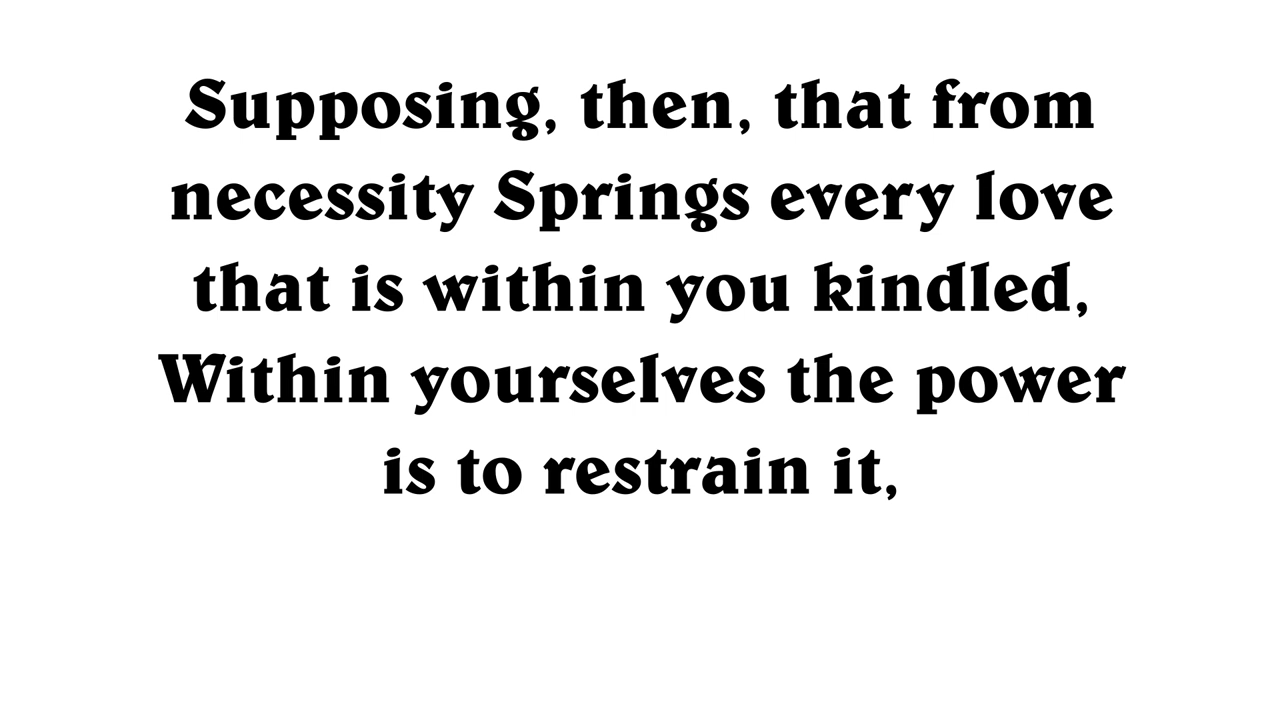 Supposing, then, that from
necessity Springs every love
that is within you kindled,
Within yourselves the power
is to restrain it,